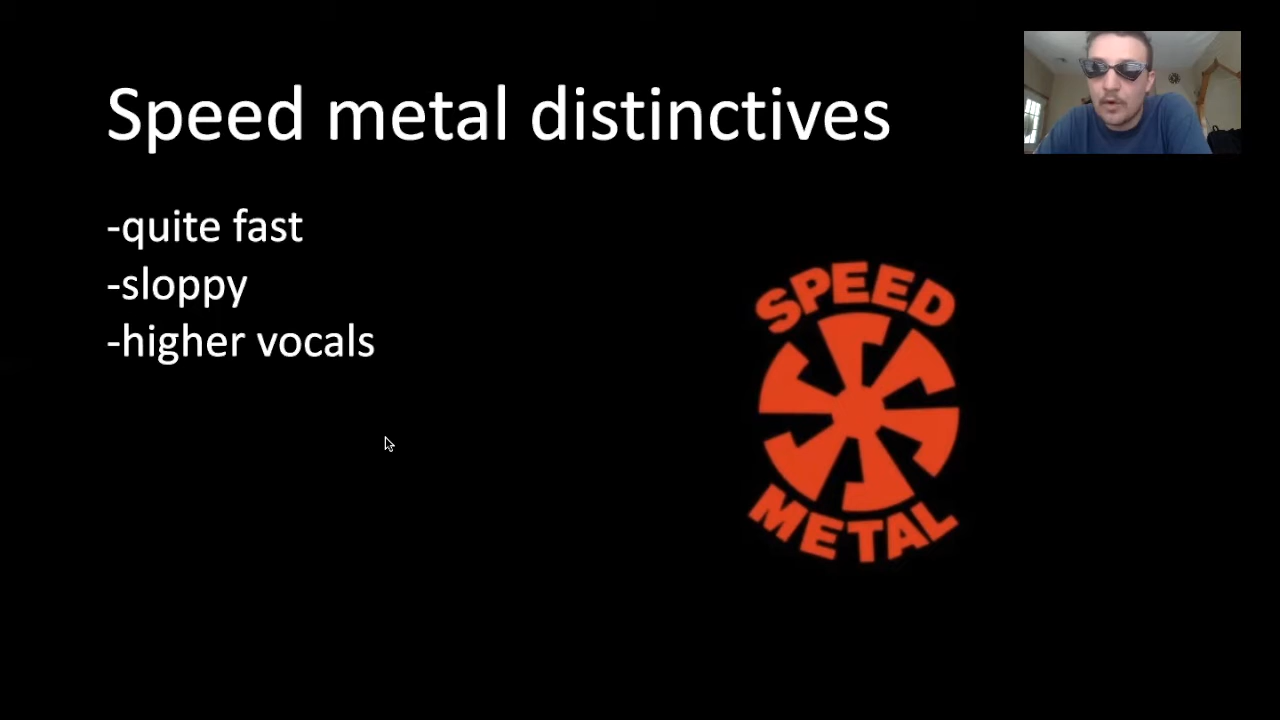 Speed metal distinctives
-quite fast
-sloppy
-higher vocals
SPEED
METAL